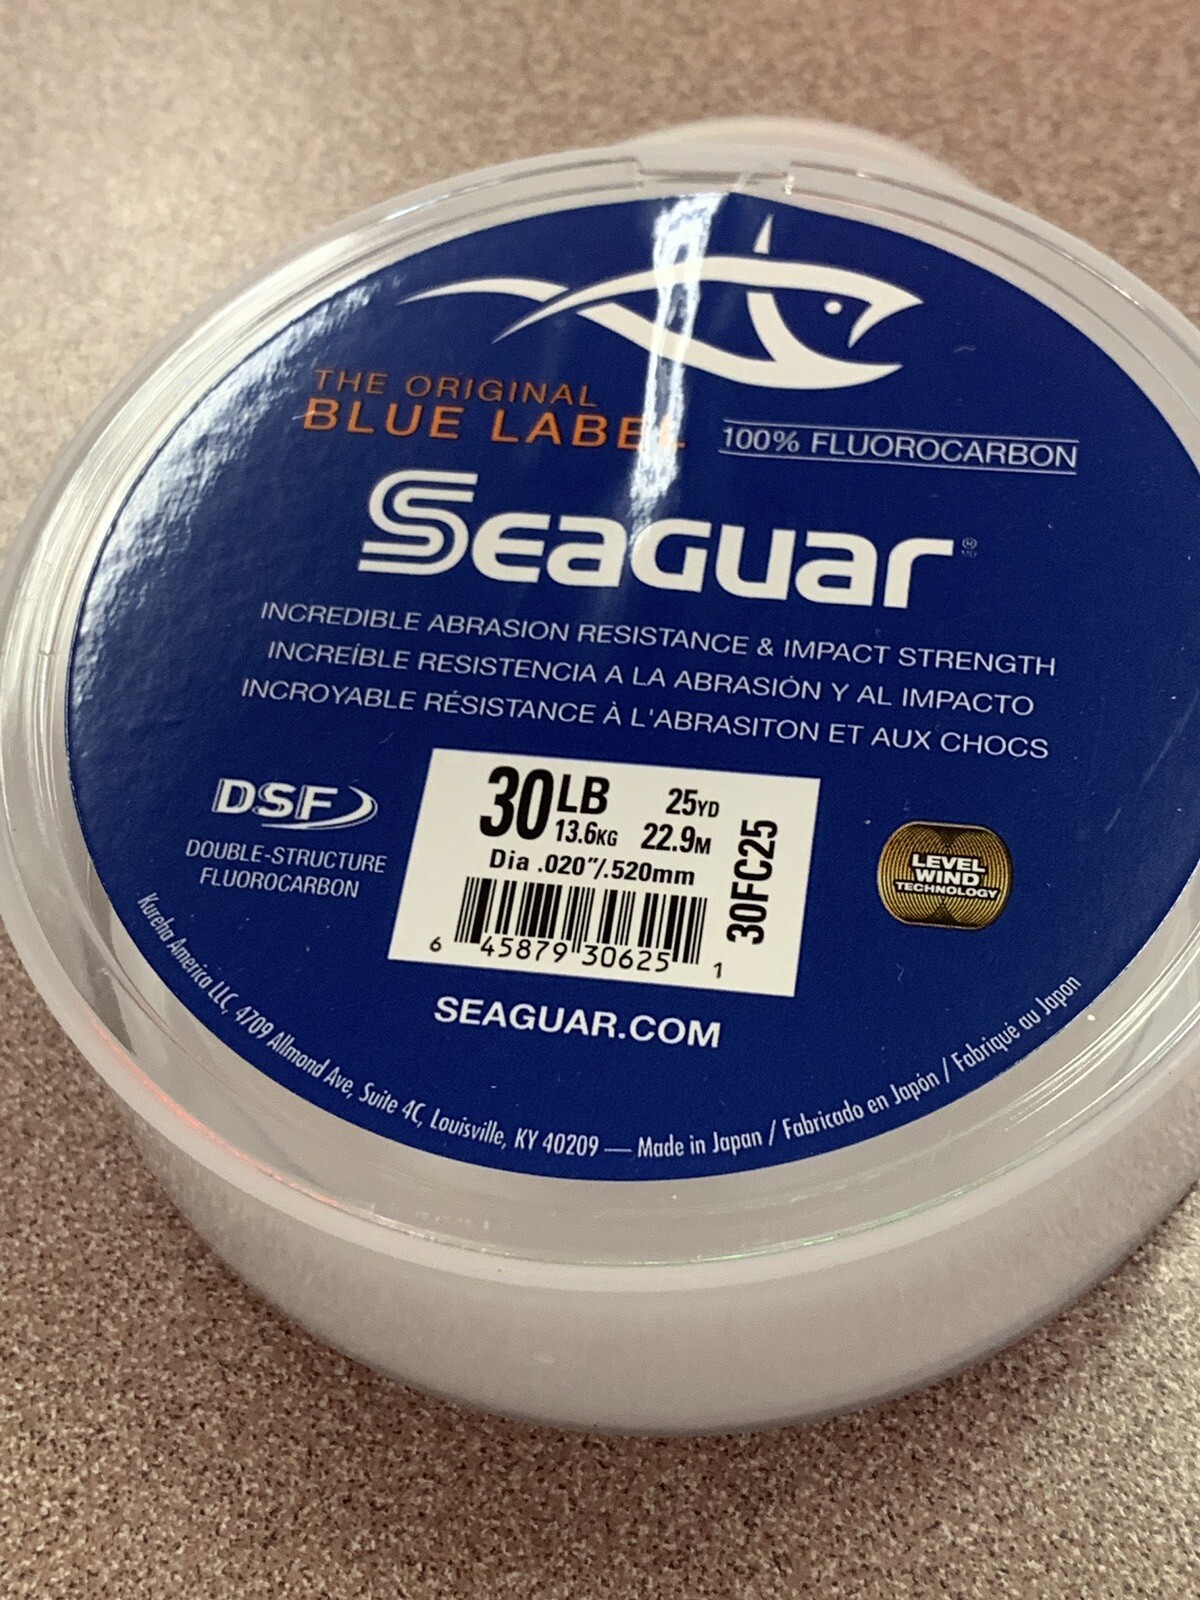 THE ORIGINAL
BLUE LABEL
100% FLUOROCARBON
SEAGUAR®
INCREDIBLE ABRASION RESISTANCE & IMPACT STRENGTH
INCREÍBLE RESISTENCIA A LA ABRASIÓN Y AL IMPACTO
INCROYABLE RÉSISTANCE À L'ABRASITON ET AUX CHOCS
DSF
DOUBLE-STRUCTURE
FLUOROCARBON
30LB 25YD
13.6KG 22.9M
Dia .020"/.520mm
30FC25
6 45879 30625 1
LEVEL
WIND
TECHNOLOGY
SEAGUAR.COM
Kureha America LLC, 4709 Allmond Ave, Suite 4C, Louisville, KY 40209 — Made in Japan / Fabricado en Japón / Fabriqué au Japon